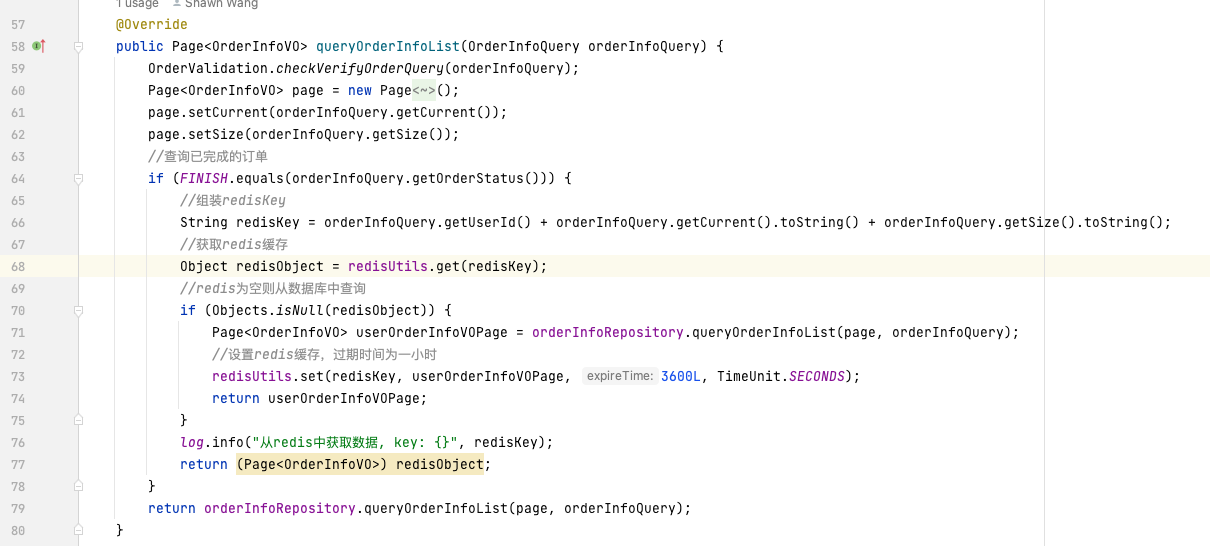 1 usage  Shawn Wang
57 @Override
58 public Page<OrderInfoVO> queryOrderInfoList(OrderInfoQuery orderInfoQuery) {
59 OrderValidation.checkVerifyOrderQuery(orderInfoQuery);
60 Page<OrderInfoVO> page = new Page<~>();
61 page.setCurrent(orderInfoQuery.getCurrent());
62 page.setSize(orderInfoQuery.getSize());
63 //查询已完成的订单
64 if (FINISH.equals(orderInfoQuery.getOrderStatus())) {
65 //组装redisKey
66 String redisKey = orderInfoQuery.getUserId() + orderInfoQuery.getCurrent().toString() + orderInfoQuery.getSize().toString();
67 //获取redis缓存
68 Object redisObject = redisUtils.get(redisKey);
69 //redis为空则从数据库中查询
70 if (Objects.isNull(redisObject)) {
71 Page<OrderInfoVO> userOrderInfoVOPage = orderInfoRepository.queryOrderInfoList(page, orderInfoQuery);
72 //设置redis缓存，过期时间为一小时
73 redisUtils.set(redisKey, userOrderInfoVOPage, expireTime: 3600L, TimeUnit.SECONDS);
74 return userOrderInfoVOPage;
75 }
76 log.info("从redis中获取数据, key: {}", redisKey);
77 return (Page<OrderInfoVO>) redisObject;
78 }
79 return orderInfoRepository.queryOrderInfoList(page, orderInfoQuery);
80 }